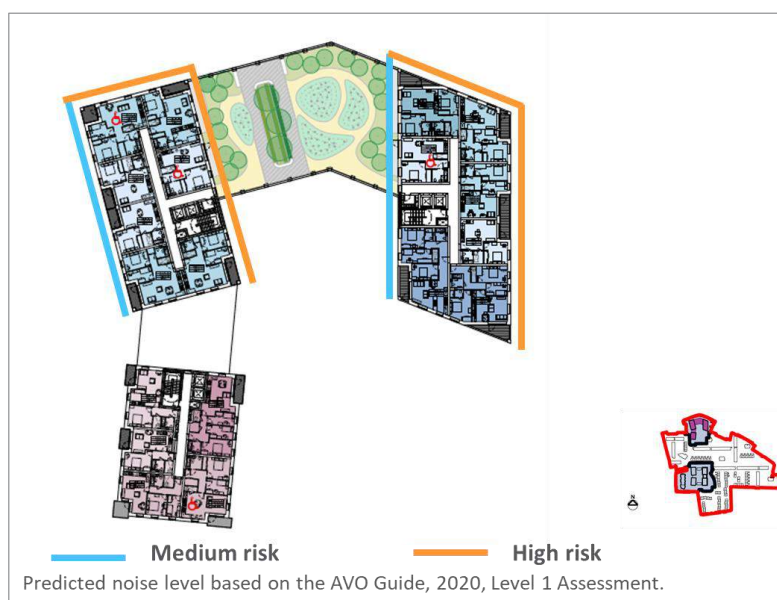 N
Medium risk
High risk
Predicted noise level based on the AVO Guide, 2020, Level 1 Assessment.